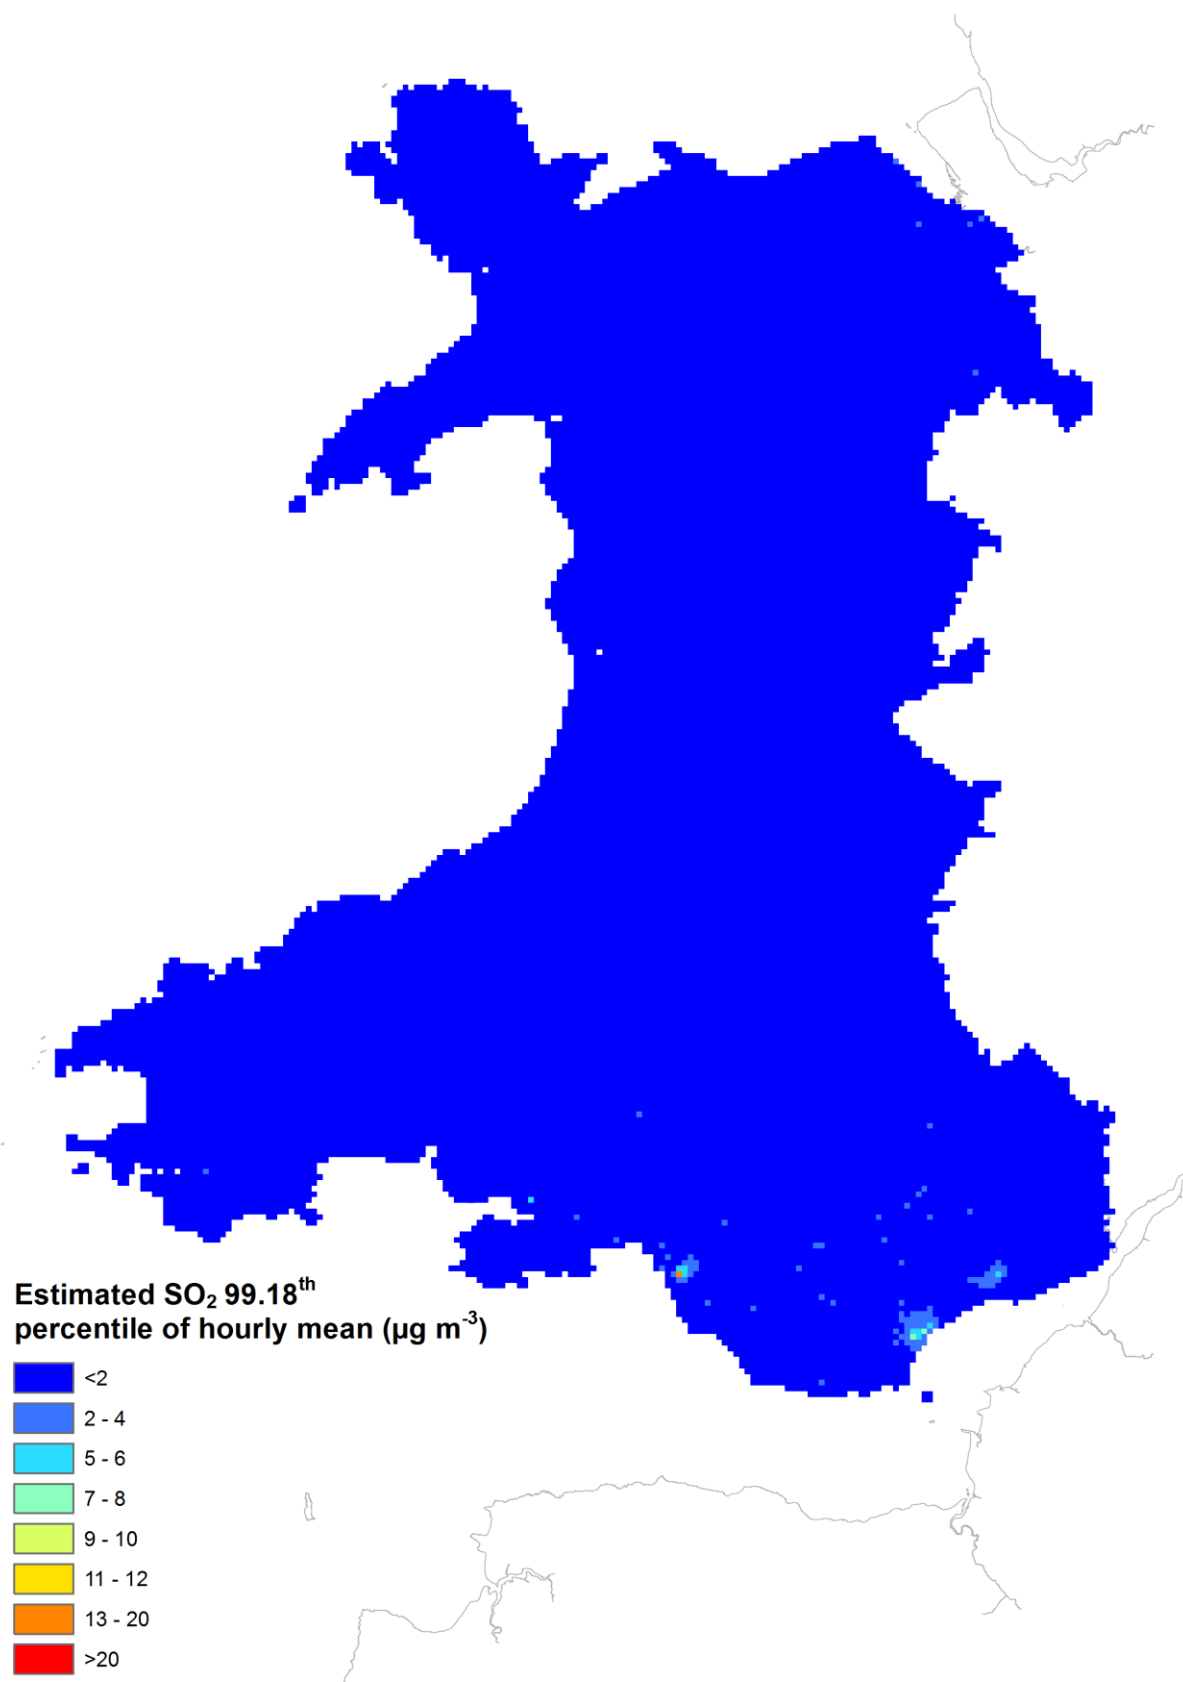 Estimated SO₂ 99.18ᵗʰ
percentile of hourly mean (µg m⁻³)
<2
2 - 4
5 - 6
7 - 8
9 - 10
11 - 12
13 - 20
>20